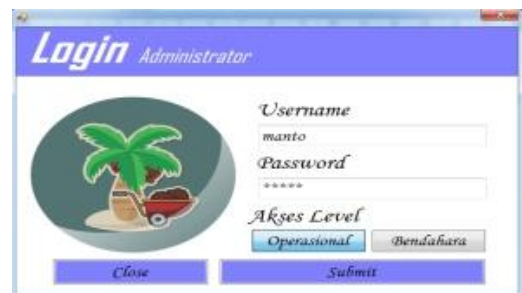 Login Administrator
Username
manto
Password
*****
Akses Level
Operasional Bendahara
Close Submit